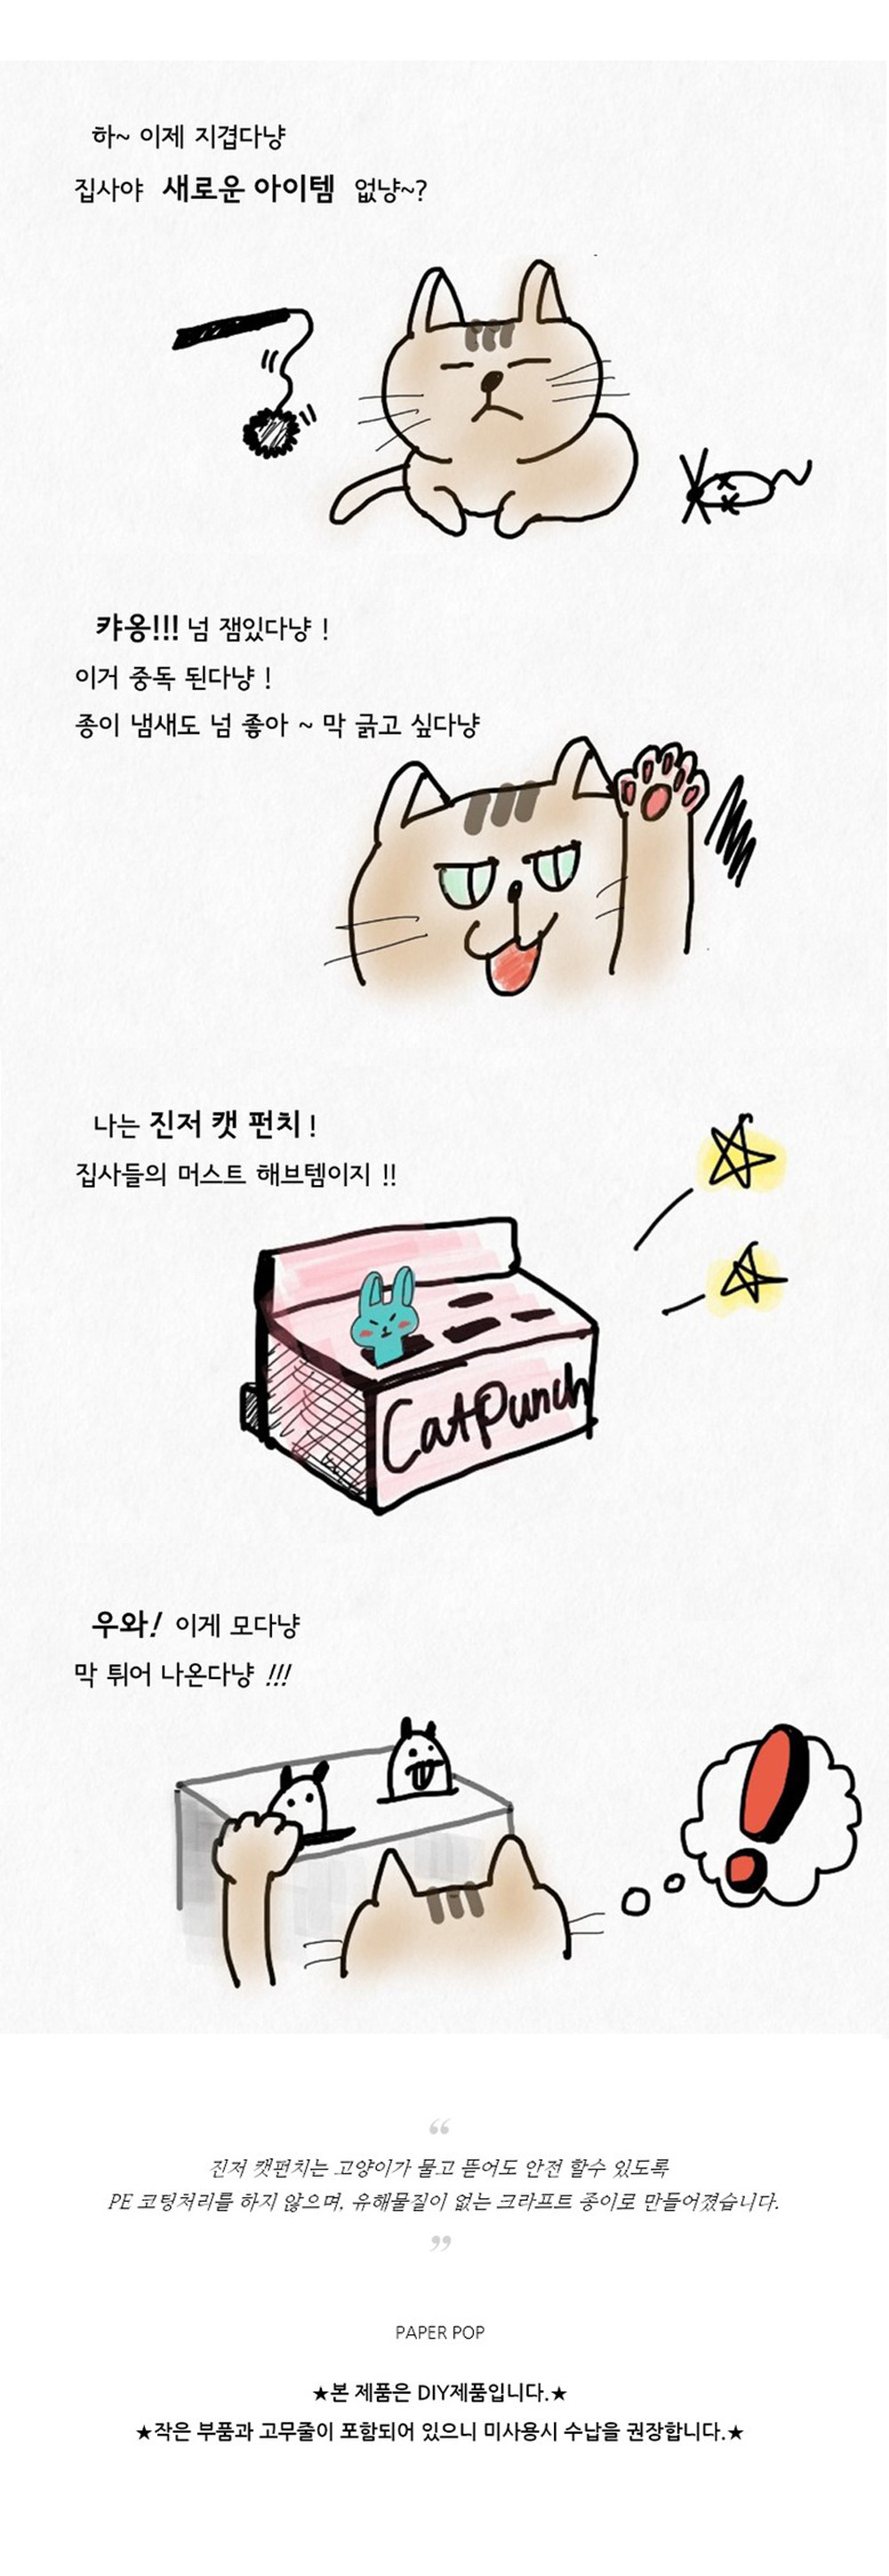 하~ 이제 지겹다냥
집사야 새로운 아이템 없냥~?
캬옹!!! 넘 잼있다냥 !
이거 중독 된다냥 !
종이 냄새도 넘 좋아 ~ 막 긁고 싶다냥
나는 진저 캣 펀치 !
집사들의 머스트 해브템이지 !!
CatPunch
우와! 이게 모다냥
막 튀어 나온다냥 !!!
“
진저 캣펀치는 고양이가 물고 뜯어도 안전 할수 있도록
PE 코팅처리를 하지 않으며, 유해물질이 없는 크라프트 종이로 만들어졌습니다.
”
PAPER POP
★본 제품은 DIY제품입니다.★
★작은 부품과 고무줄이 포함되어 있으니 미사용시 수납을 권장합니다.★